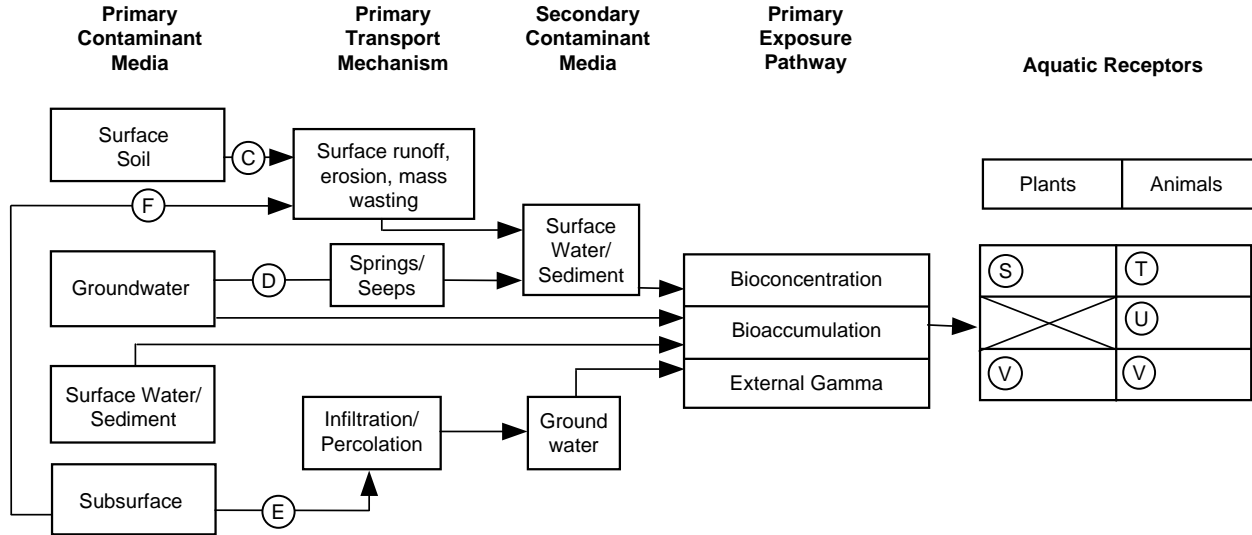 Primary
Contaminant
Media
Primary
Transport
Mechanism
Secondary
Contaminant
Media
Primary
Exposure
Pathway
Aquatic Receptors
Surface
Soil
C
Surface runoff,
erosion, mass
wasting
Plants
Animals
F
Surface
Water/
Sediment
Groundwater
D
Springs/
Seeps
Bioconcentration
S
T
Bioaccumulation
U
External Gamma
V
V
Surface Water/
Sediment
Infiltration/
Percolation
Ground
water
Subsurface
E